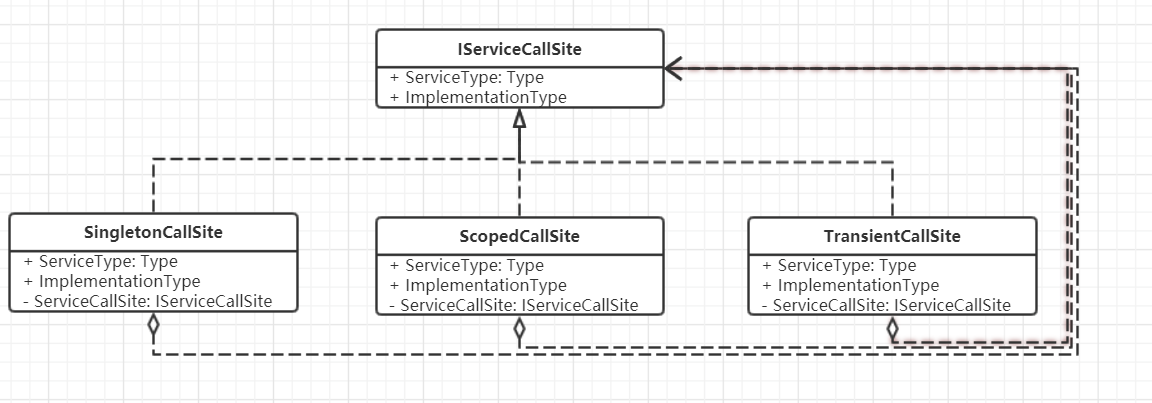 IServiceCallSite
+ ServiceType: Type
+ ImplementationType
SingletonCallSite
+ ServiceType: Type
+ ImplementationType
- ServiceCallSite: IServiceCallSite
ScopedCallSite
+ ServiceType: Type
+ ImplementationType
- ServiceCallSite: IServiceCallSite
TransientCallSite
+ ServiceType: Type
+ ImplementationType
- ServiceCallSite: IServiceCallSite